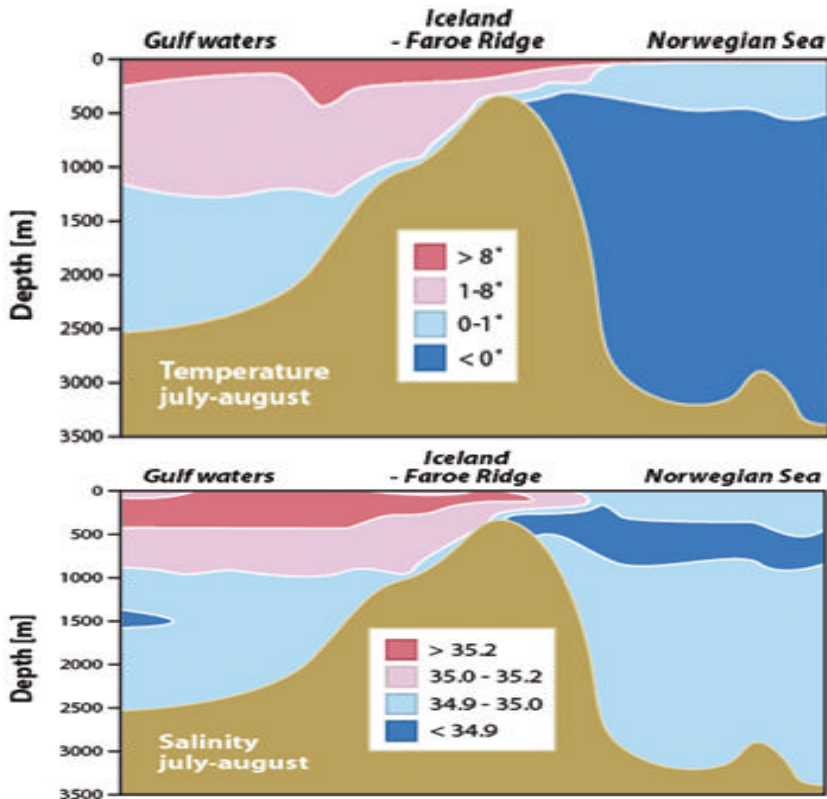 Iceland
Gulf waters - Faroe Ridge Norwegian Sea
0
500
1000
1500
2000
2500
3000
3500
Depth [m]
> 8°
1-8°
0-1°
< 0°
Temperature
july-august
Iceland
Gulf waters - Faroe Ridge Norwegian Sea
0
500
1000
1500
2000
2500
3000
3500
Depth [m]
> 35.2
35.0 - 35.2
34.9 - 35.0
< 34.9
Salinity
july-august